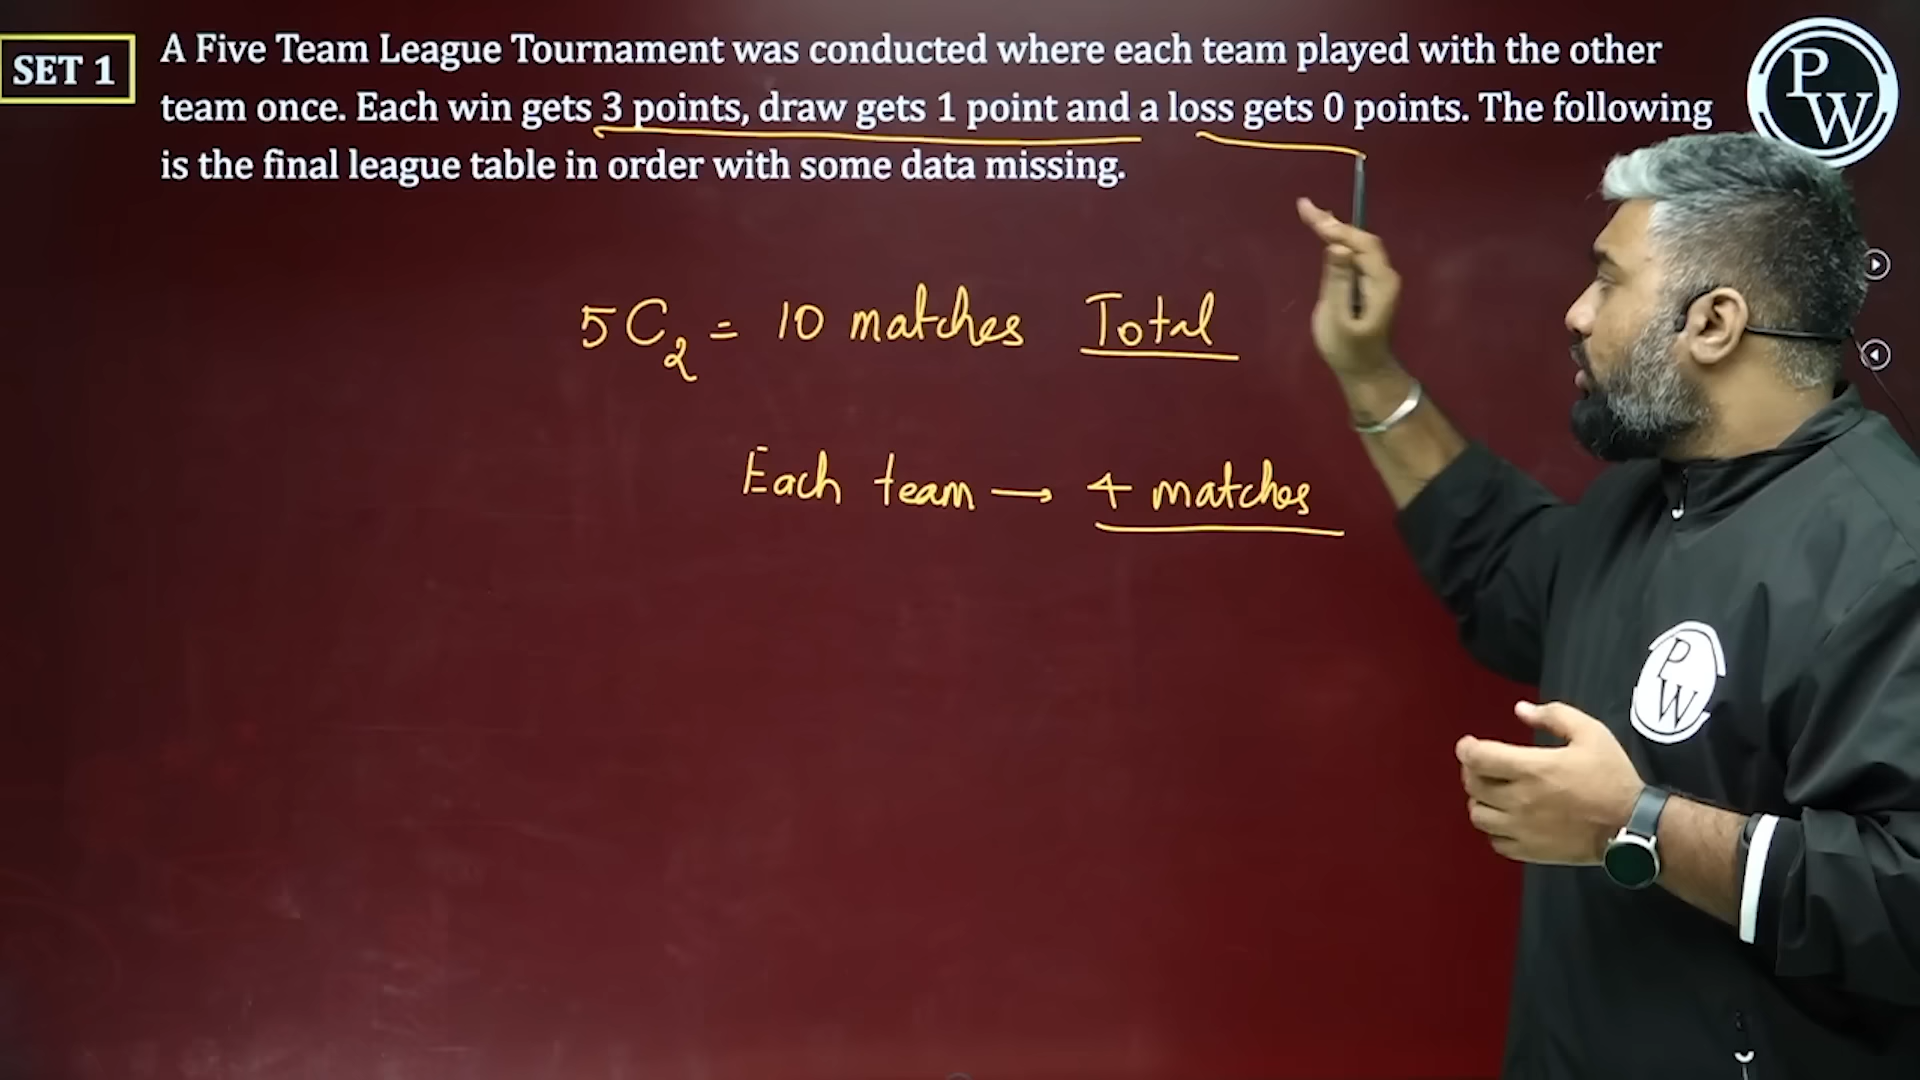 SET 1
A Five Team League Tournament was conducted where each team played with the other
team once. Each win gets 3 points, draw gets 1 point and a loss gets 0 points. The following
is the final league table in order with some data missing.
PW
5C2 = 10 matches Total
Each team → 4 matches
PW